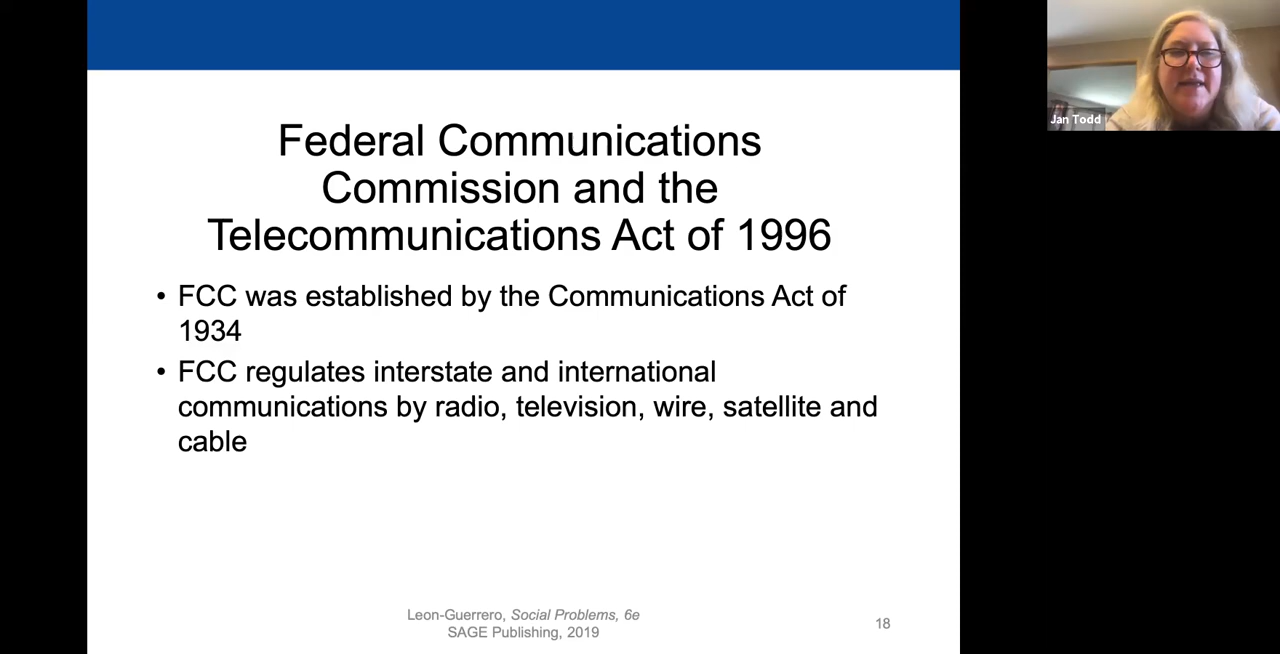 Federal Communications
Commission and the
Telecommunications Act of 1996
• FCC was established by the Communications Act of
1934
• FCC regulates interstate and international
communications by radio, television, wire, satellite and
cable
Leon-Guerrero, Social Problems, 6e
SAGE Publishing, 2019
18
Jan Todd